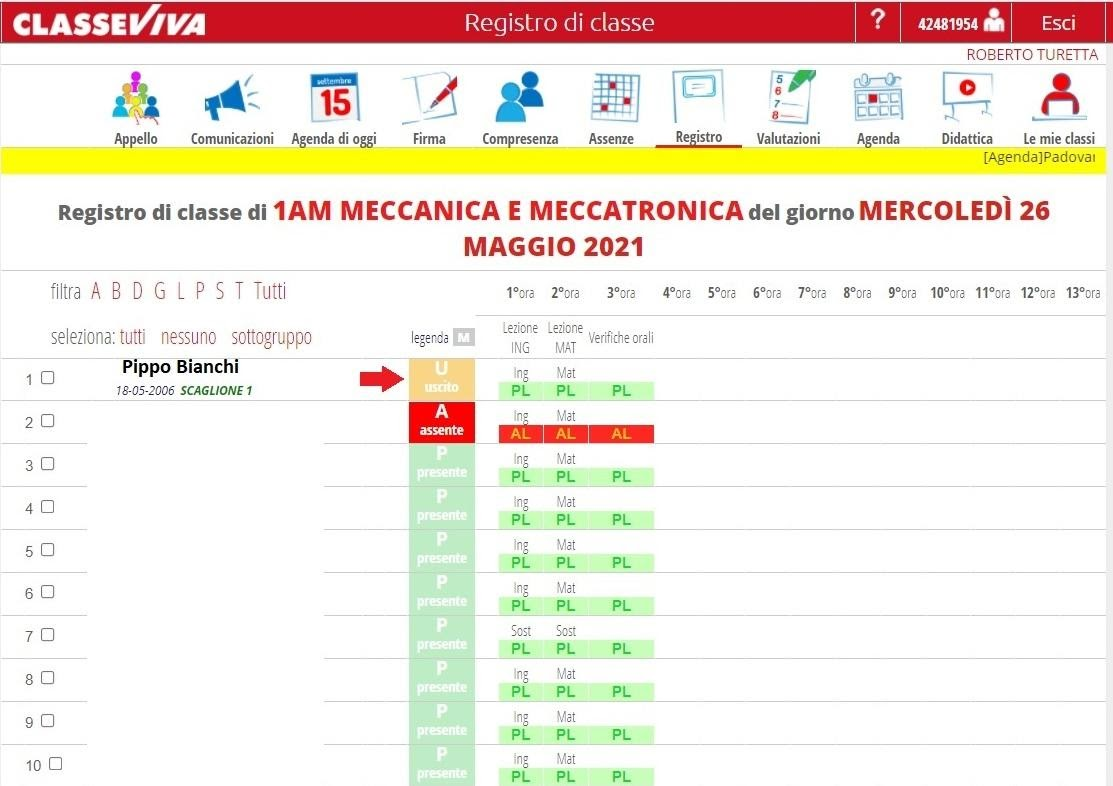 CLASSEVIVA Registro di classe ? 42481954 Esci
ROBERTO TURETTA
settembre
15
5
6
7
8
Appello Comunicazioni Agenda di oggi Firma Compresenza Assenze Registro Valutazioni Agenda Didattica Le mie classi
[Agenda]Padova
Registro di classe di 1AM MECCANICA E MECCATRONICA del giorno MERCOLEDÌ 26
MAGGIO 2021
filtra A B D G L P S T Tutti 1°ora 2°ora 3°ora 4°ora 5°ora 6°ora 7°ora 8°ora 9°ora 10°ora 11°ora 12°ora 13°ora
seleziona: tutti nessuno sottogruppo legenda M Lezione ING Lezione MAT Verifiche orali
Pippo Bianchi
1 U uscito Ing Mat
18-05-2006 SCAGLIONE 1 PL PL PL
2 A assente Ing Mat
AL AL AL
3 P presente Ing Mat
PL PL PL
4 P presente Ing Mat
PL PL PL
5 P presente Ing Mat
PL PL PL
6 P presente Ing Mat
PL PL PL
7 P presente Sost Sost
PL PL PL
8 P presente Ing Mat
PL PL PL
9 P presente Ing Mat
PL PL PL
10 P presente Ing Mat
PL PL PL